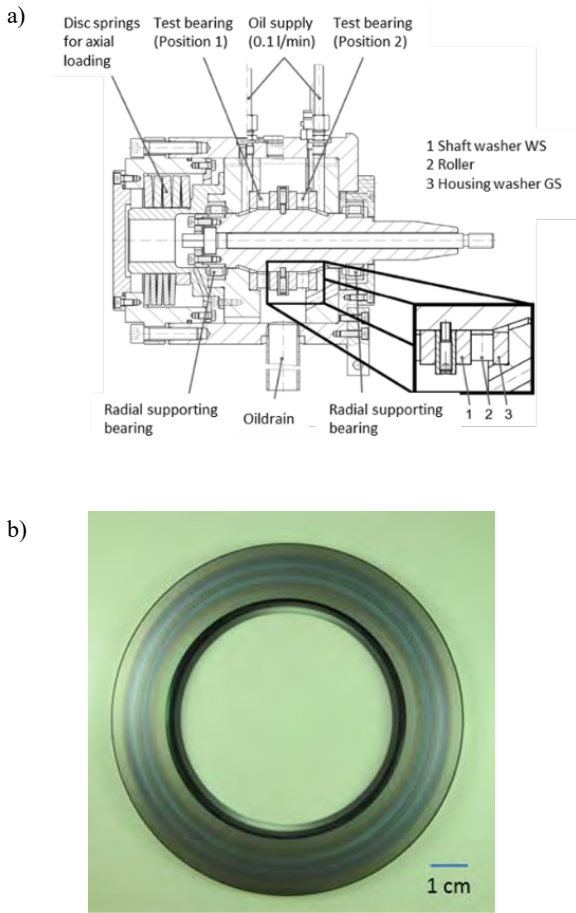 a)
Disc springs
for axial
loading
Test bearing
(Position 1)
Oil supply
(0.1 l/min)
Test bearing
(Position 2)
1 Shaft washer WS
2 Roller
3 Housing washer GS
Radial supporting
bearing
Oildrain
Radial supporting
bearing
1 2 3
b)
1 cm